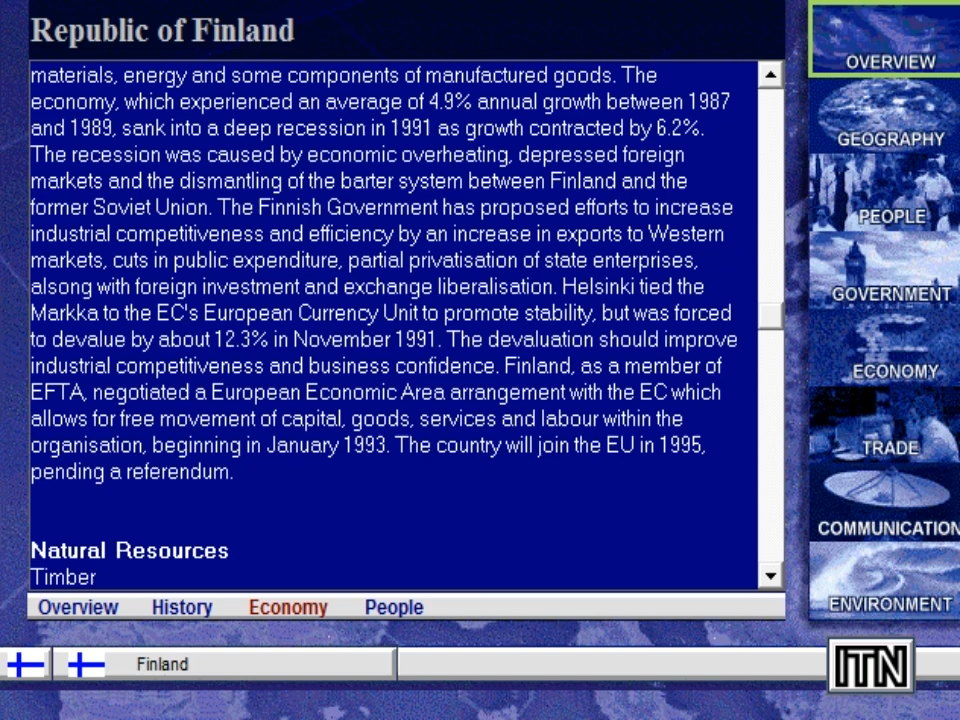 Republic of Finland
materials, energy and some components of manufactured goods. The
economy, which experienced an average of 4.9% annual growth between 1987
and 1989, sank into a deep recession in 1991 as growth contracted by 6.2%.
The recession was caused by economic overheating, depressed foreign
markets and the dismantling of the barter system between Finland and the
former Soviet Union. The Finnish Government has proposed efforts to increase
industrial competitiveness and efficiency by an increase in exports to Western
markets, cuts in public expenditure, partial privatisation of state enterprises,
alsong with foreign investment and exchange liberalisation. Helsinki tied the
Markka to the EC's European Currency Unit to promote stability, but was forced
to devalue by about 12.3% in November 1991. The devaluation should improve
industrial competitiveness and business confidence. Finland, as a member of
EFTA, negotiated a European Economic Area arrangement with the EC which
allows for free movement of capital, goods, services and labour within the
organisation, beginning in January 1993. The country will join the EU in 1995,
pending a referendum.
Natural Resources
Timber
Overview History Economy People
Finland
OVERVIEW
GEOGRAPHY
PEOPLE
GOVERNMENT
ECONOMY
TRADE
COMMUNICATION
ENVIRONMENT
ITN